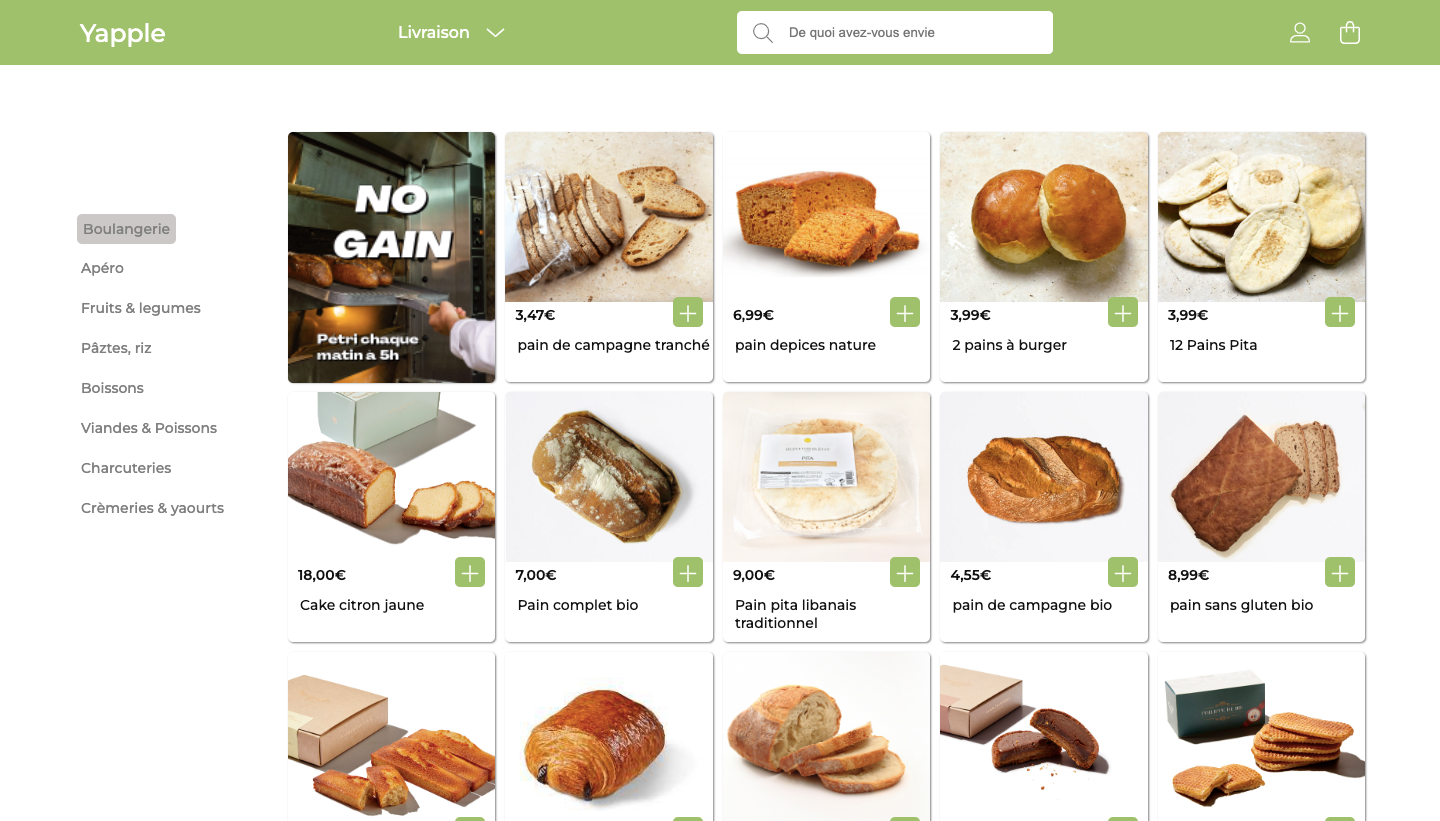 Yapple
Livraison
De quoi avez-vous envie
Boulangerie
Apéro
Fruits & legumes
Pâztes, riz
Boissons
Viandes & Poissons
Charcuteries
Crèmeries & yaourts
NO
GAIN
Petri chaque
matin à 5h
3,47€
pain de campagne tranché
6,99€
pain depices nature
3,99€
2 pains à burger
3,99€
12 Pains Pita
18,00€
Cake citron jaune
7,00€
Pain complet bio
PITA
9,00€
Pain pita libanais
traditionnel
4,55€
pain de campagne bio
8,99€
pain sans gluten bio